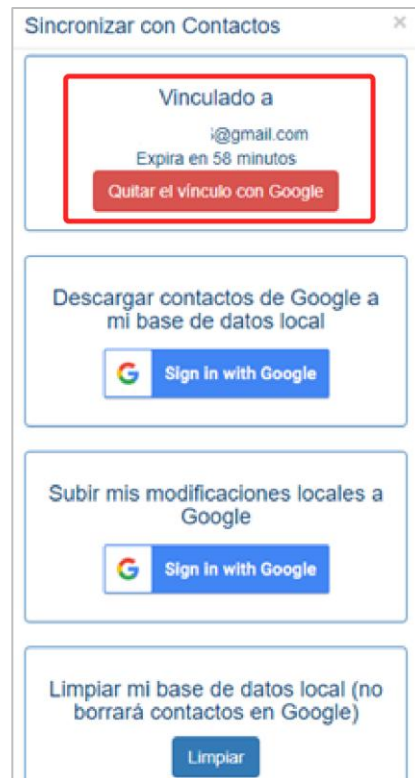 Sincronizar con Contactos ×
Vinculado a
@gmail.com
Expira en 58 minutos
Quitar el vínculo con Google
Descargar contactos de Google a
mi base de datos local
G Sign in with Google
Subir mis modificaciones locales a
Google
G Sign in with Google
Limpiar mi base de datos local (no
borrará contactos en Google)
Limpiar